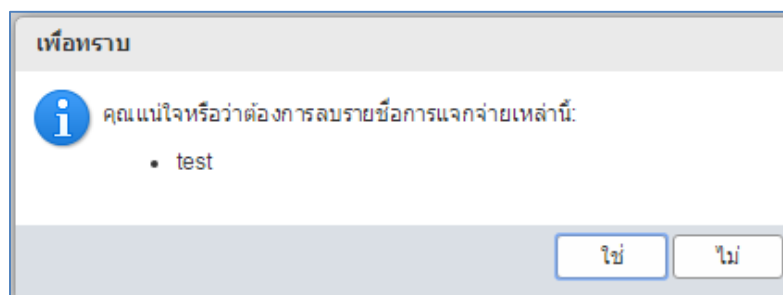 เพื่อทราบ
คุณแน่ใจหรือว่าต้องการลบรายชื่อการแจกจ่ายเหล่านี้:
• test
ใช่ ไม่